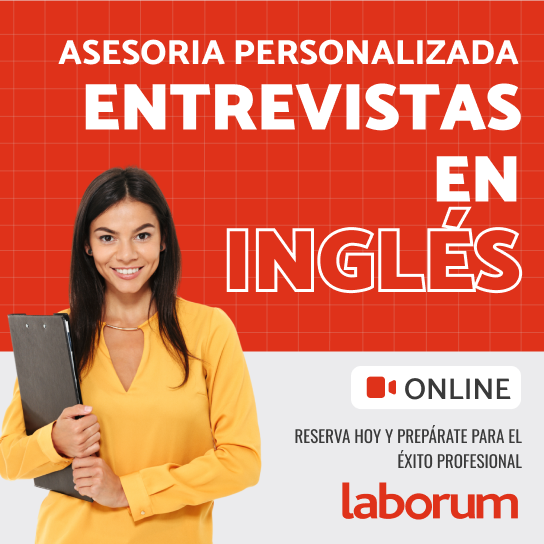 ASESORIA PERSONALIZADA
ENTREVISTAS
EN
INGLÉS
ONLINE
RESERVA HOY Y PREPÁRATE PARA EL
ÉXITO PROFESIONAL
laborum